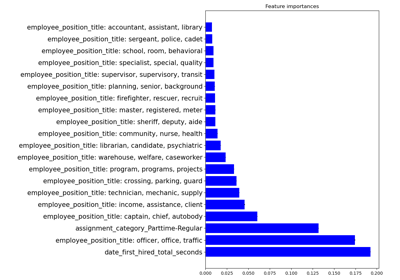 Feature importances
employee_position_title: accountant, assistant, library
employee_position_title: sergeant, police, cadet
employee_position_title: school, room, behavioral
employee_position_title: specialist, special, quality
employee_position_title: supervisor, supervisory, transit
employee_position_title: planning, senior, background
employee_position_title: firefighter, rescuer, recruit
employee_position_title: master, registered, meter
employee_position_title: sheriff, deputy, aide
employee_position_title: community, nurse, health
employee_position_title: librarian, candidate, psychiatric
employee_position_title: warehouse, welfare, caseworker
employee_position_title: program, programs, projects
employee_position_title: crossing, parking, guard
employee_position_title: technician, mechanic, supply
employee_position_title: income, assistance, client
employee_position_title: captain, chief, autobody
assignment_category_Parttime-Regular
employee_position_title: officer, office, traffic
date_first_hired_total_seconds
0.000 0.025 0.050 0.075 0.100 0.125 0.150 0.175 0.200